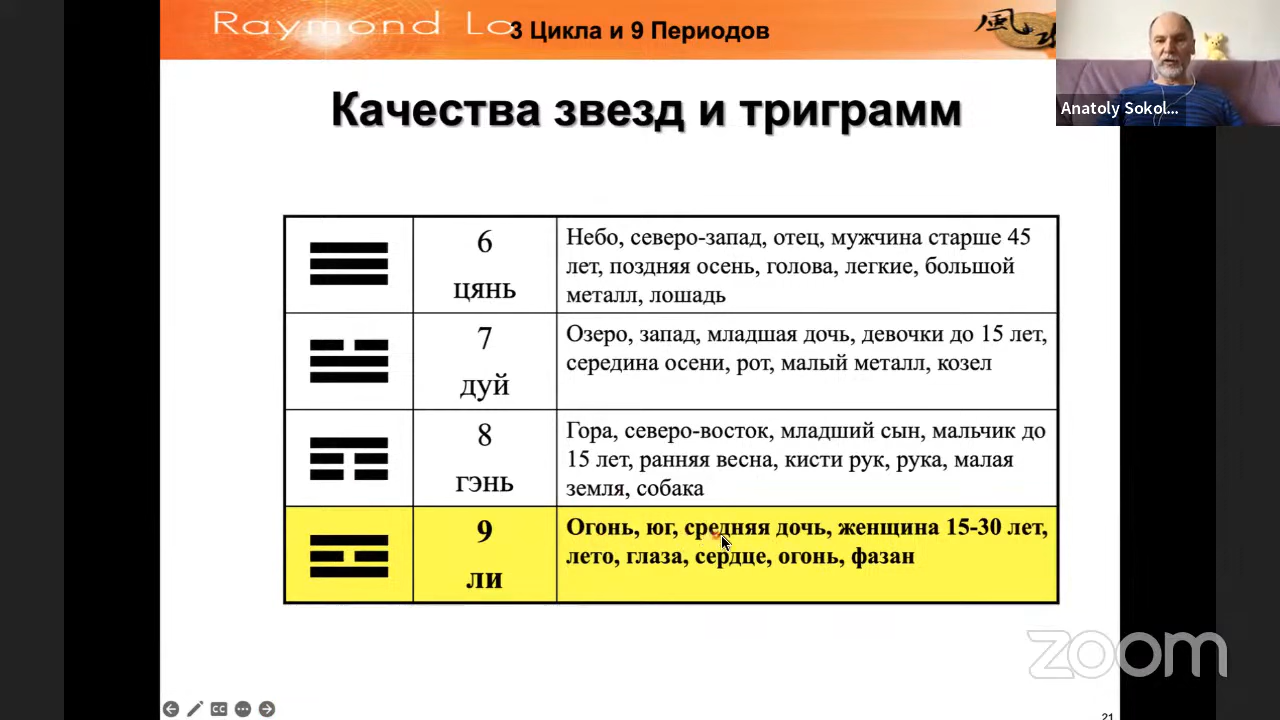 Raymond Lo
3 Цикла и 9 Периодов
風水
Anatoly Sokol...
Качества звезд и триграмм
6
цянь
Небо, северо-запад, отец, мужчина старше 45
лет, поздняя осень, голова, легкие, большой
металл, лошадь
7
дуй
Озеро, запад, младшая дочь, девочки до 15 лет,
середина осени, рот, малый металл, козел
8
гэнь
Гора, северо-восток, младший сын, мальчик до
15 лет, ранняя весна, кисти рук, рука, малая
земля, собака
9
ли
Огонь, юг, средняя дочь, женщина 15-30 лет,
лето, глаза, сердце, огонь, фазан
zoom
CC
21